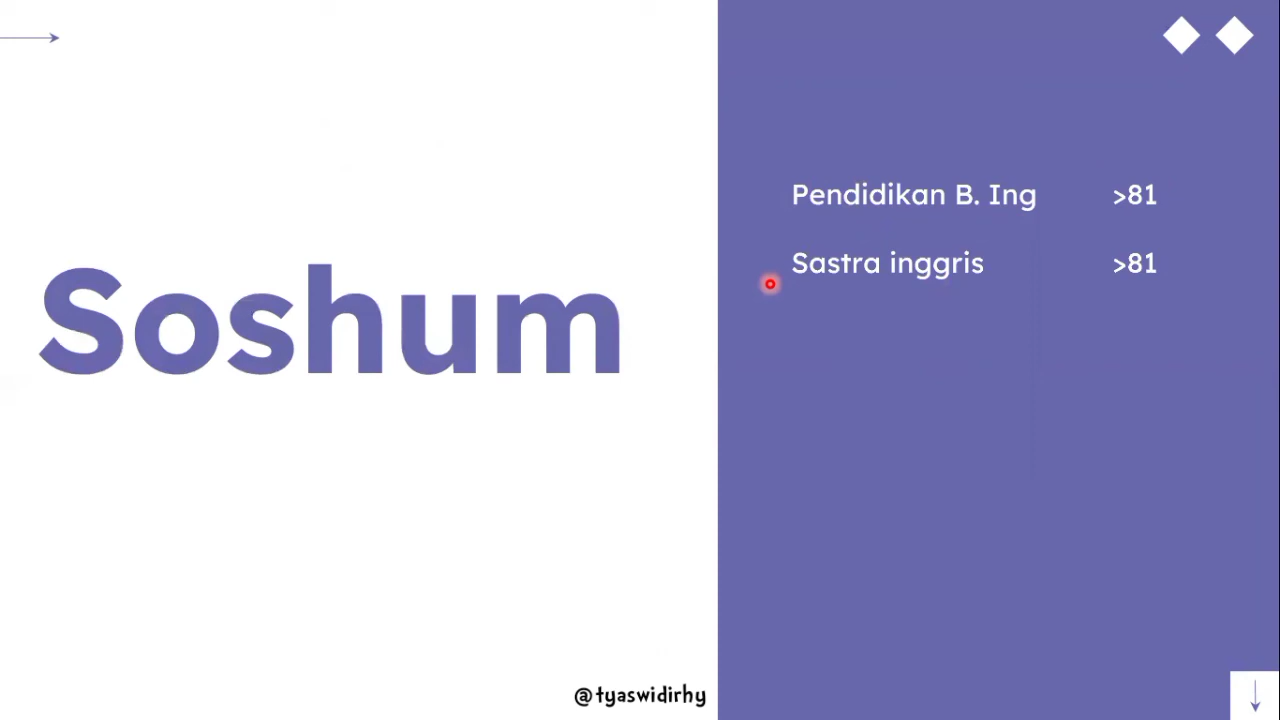 Soshum
Pendidikan B. Ing >81
Sastra inggris >81
@tyaswidirhy